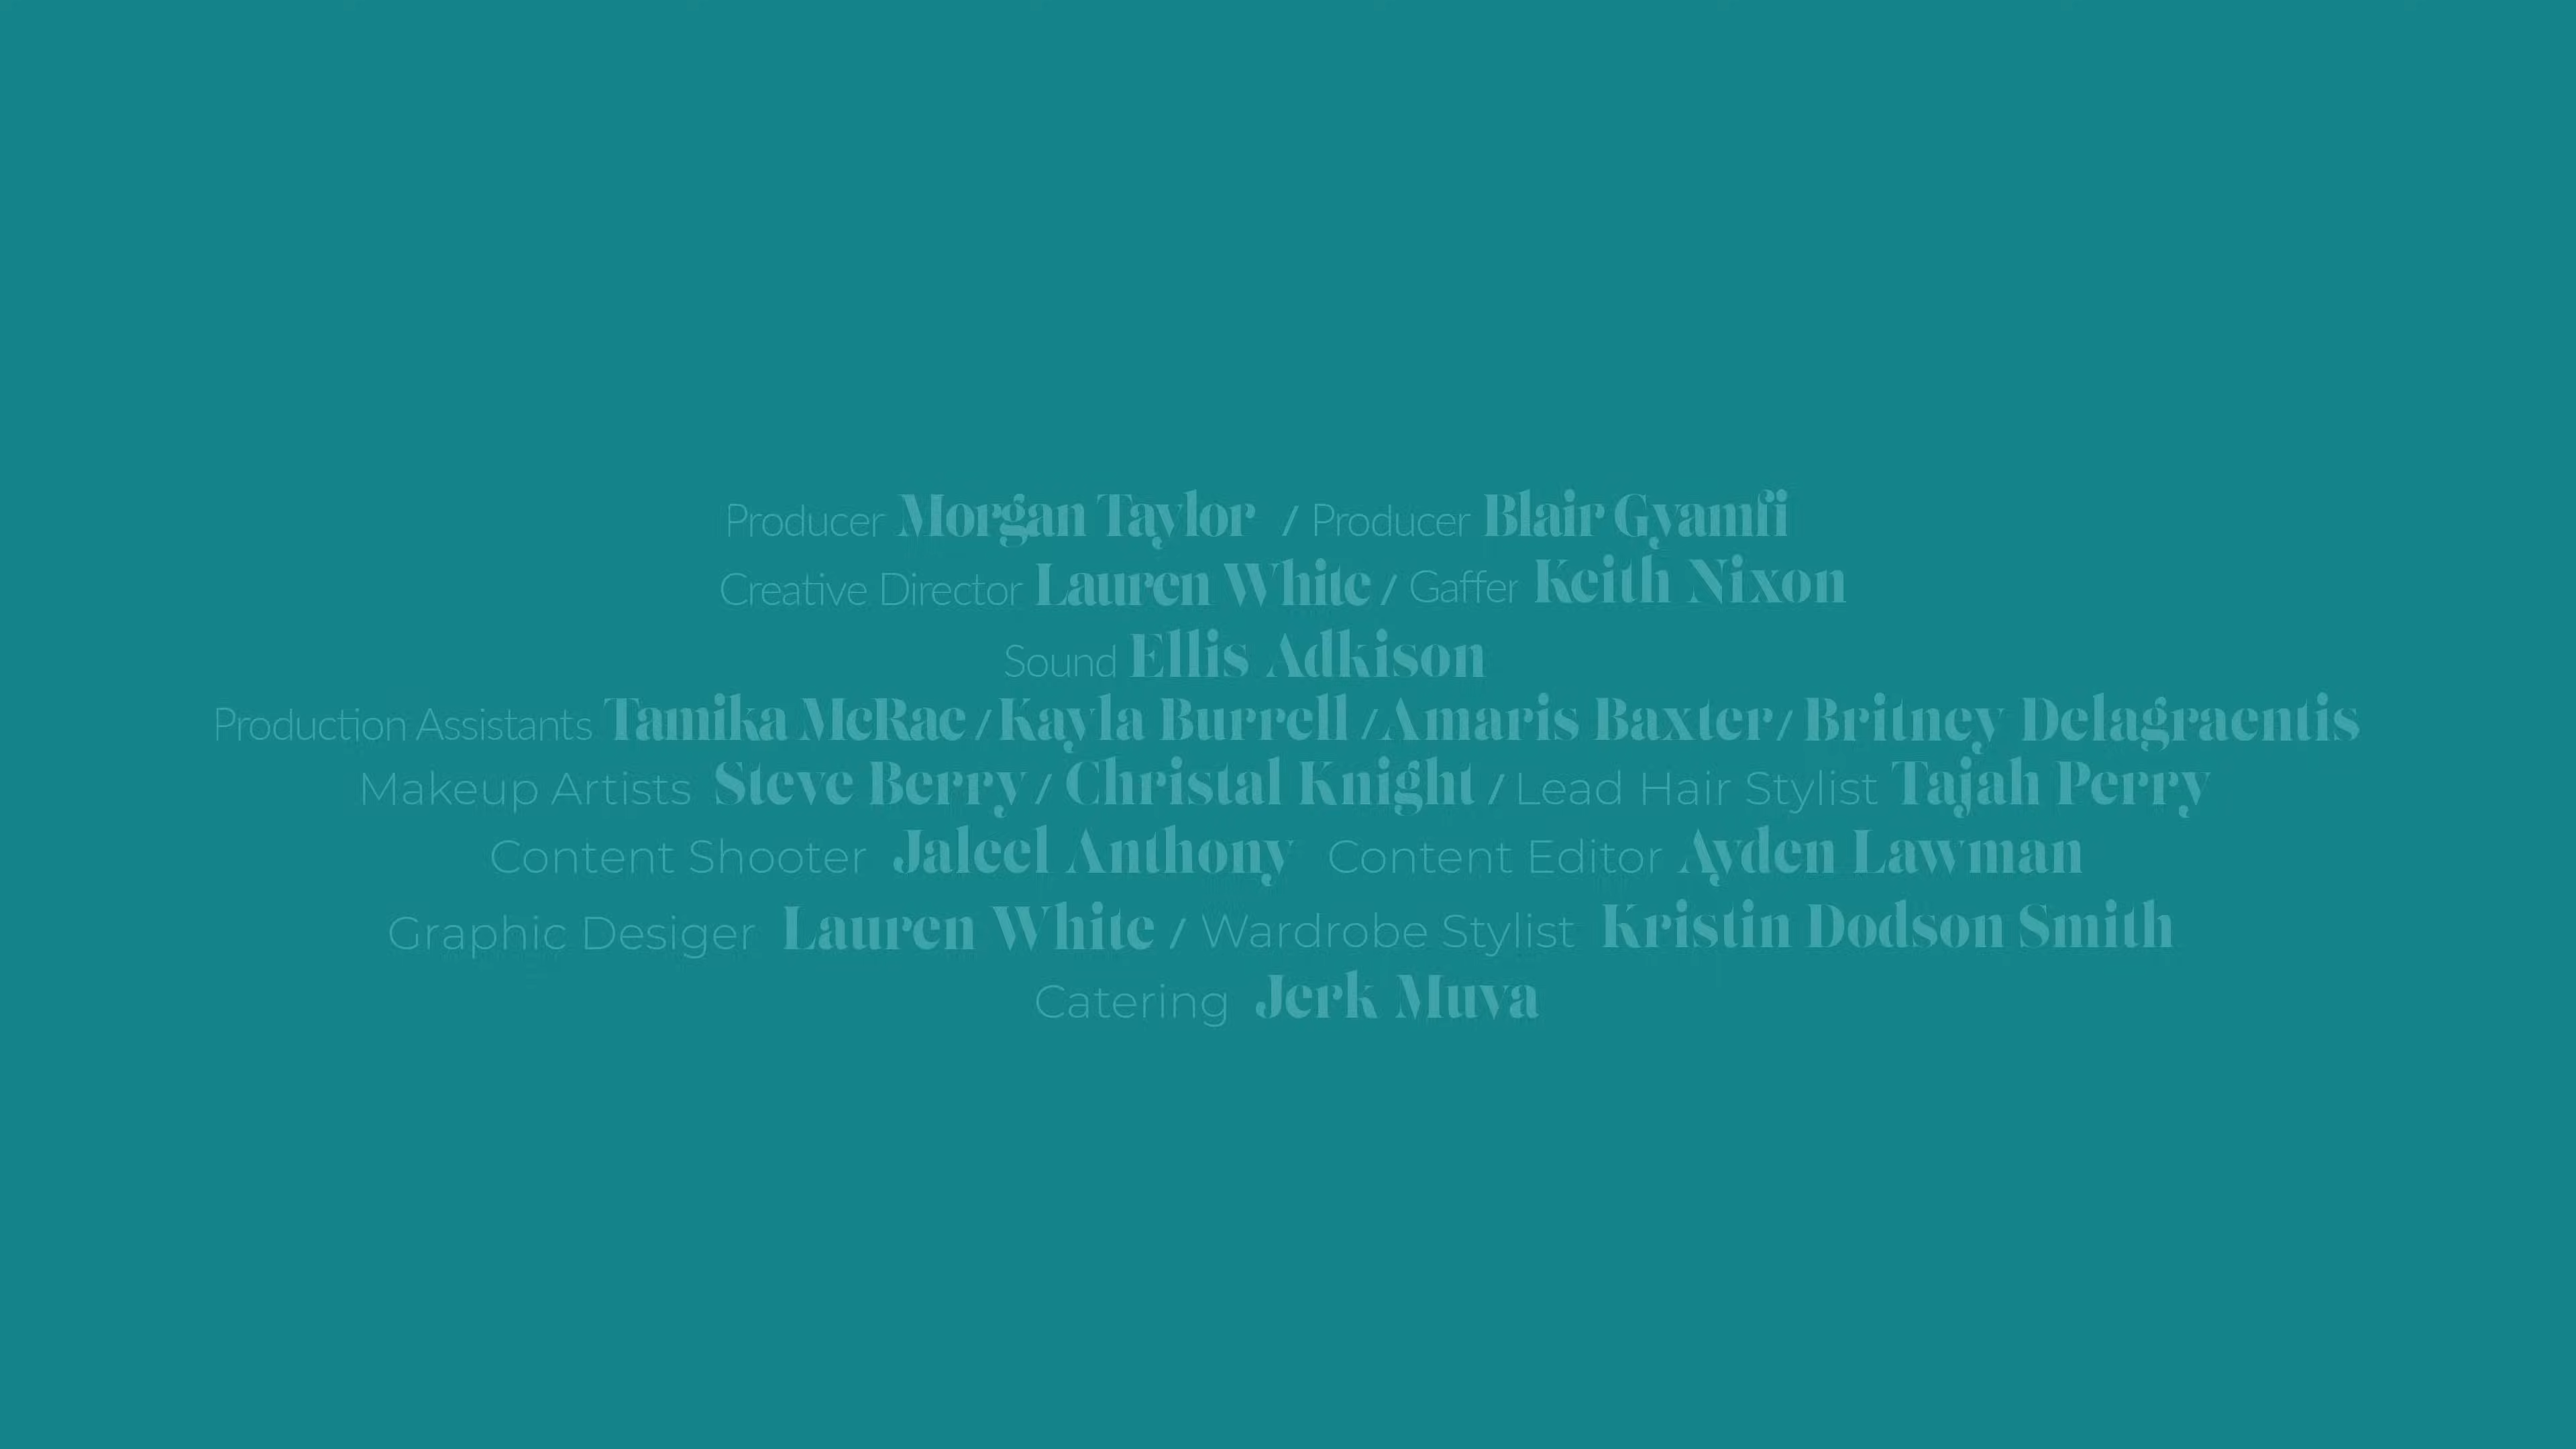 Producer Morgan Taylor / Producer Blair Gyamfi
Creative Director Lauren White / Gaffer Keith Nixon
Sound Ellis Adkison
Production Assistants Tamika McRae / Kayla Burrell / Amaris Baxter / Britney Delagraentis
Makeup Artists Steve Berry / Christal Knight / Lead Hair Stylist Tajah Perry
Content Shooter Jaleel Anthony Content Editor Ayden Lawman
Graphic Desiger Lauren White / Wardrobe Stylist Kristin Dodson Smith
Catering Jerk Muva